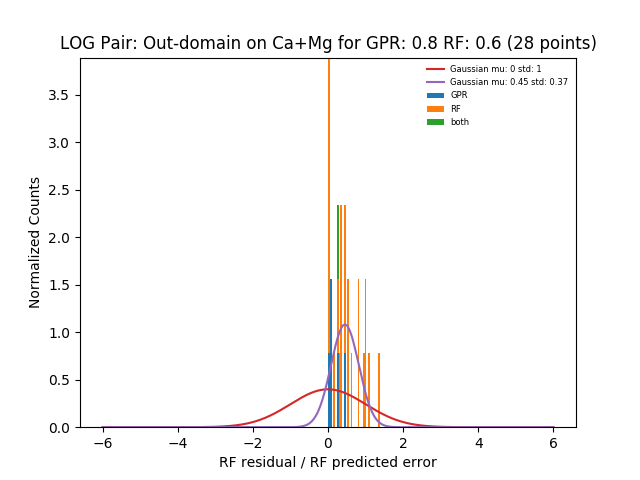 LOG Pair: Out-domain on Ca+Mg for GPR: 0.8 RF: 0.6 (28 points)
Gaussian mu: 0 std: 1
Gaussian mu: 0.45 std: 0.37
GPR
RF
both
Normalized Counts
3.5
3.0
2.5
2.0
1.5
1.0
0.5
0.0
−6 −4 −2 0 2 4 6
RF residual / RF predicted error